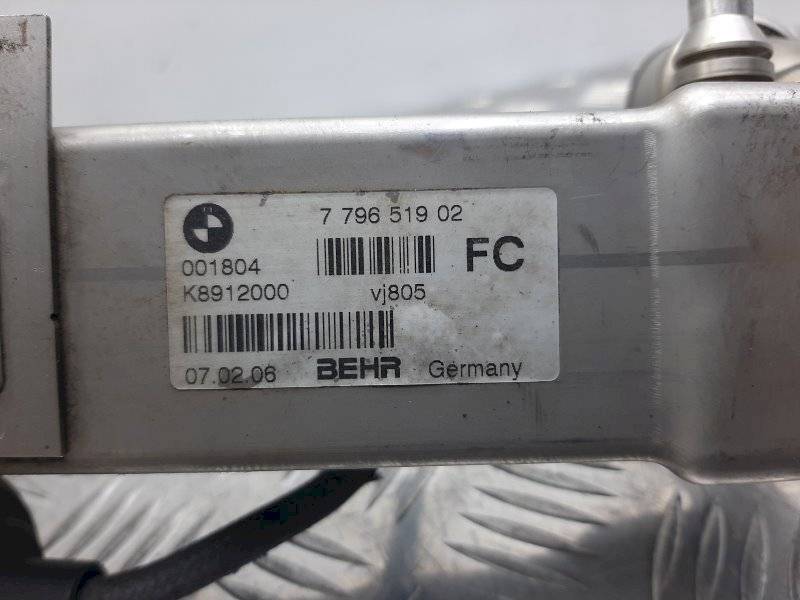 7 796 519 02
001804
FC
K8912000 vj805
07.02.06 BEHR Germany